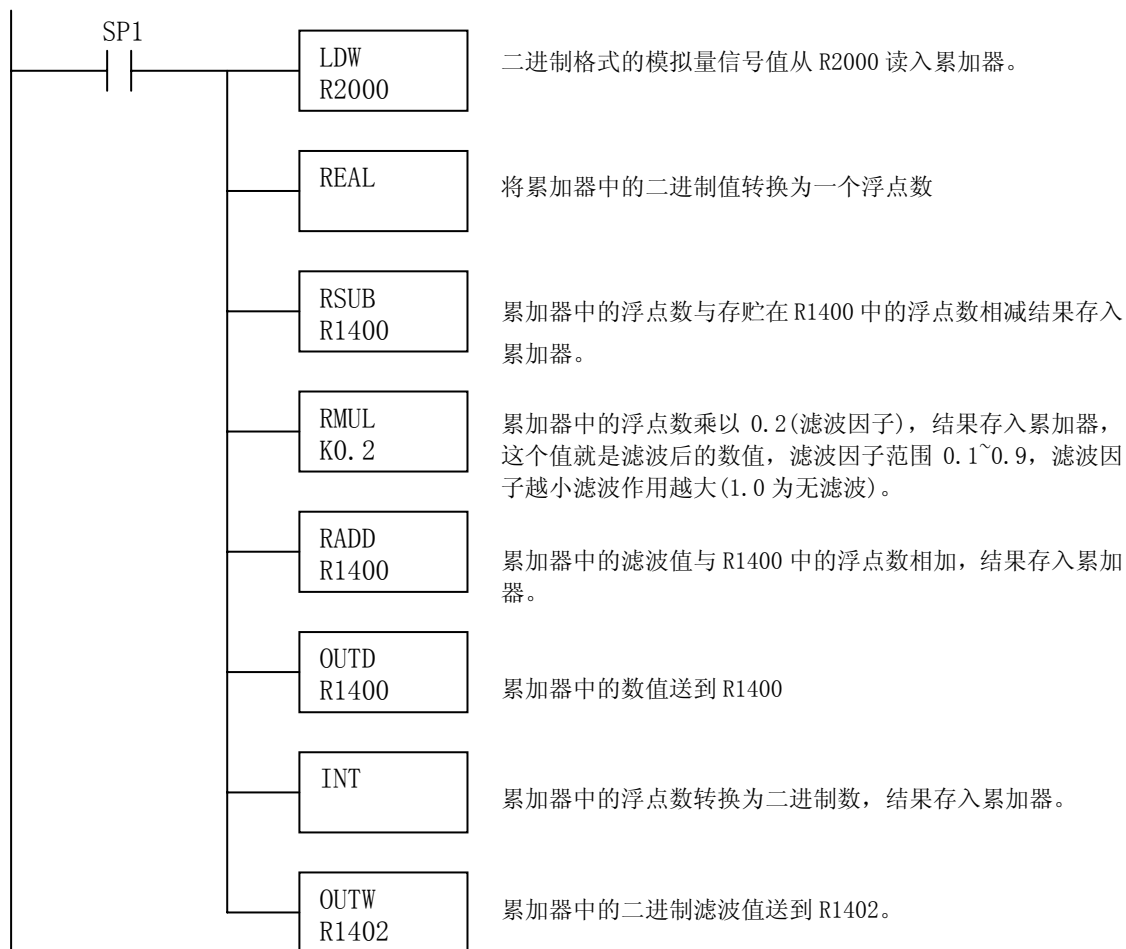 SP1
LDW
R2000
二进制格式的模拟量信号值从 R2000 读入累加器。
REAL
将累加器中的二进制值转换为一个浮点数
RSUB
R1400
累加器中的浮点数与存贮在 R1400 中的浮点数相减结果存入
累加器。
RMUL
K0.2
累加器中的浮点数乘以 0.2(滤波因子)，结果存入累加器，
这个值就是滤波后的数值，滤波因子范围 0.1~0.9，滤波因
子越小滤波作用越大(1.0 为无滤波)。
RADD
R1400
累加器中的滤波值与 R1400 中的浮点数相加，结果存入累加
器。
OUTD
R1400
累加器中的数值送到 R1400
INT
累加器中的浮点数转换为二进制数，结果存入累加器。
OUTW
R1402
累加器中的二进制滤波值送到 R1402。